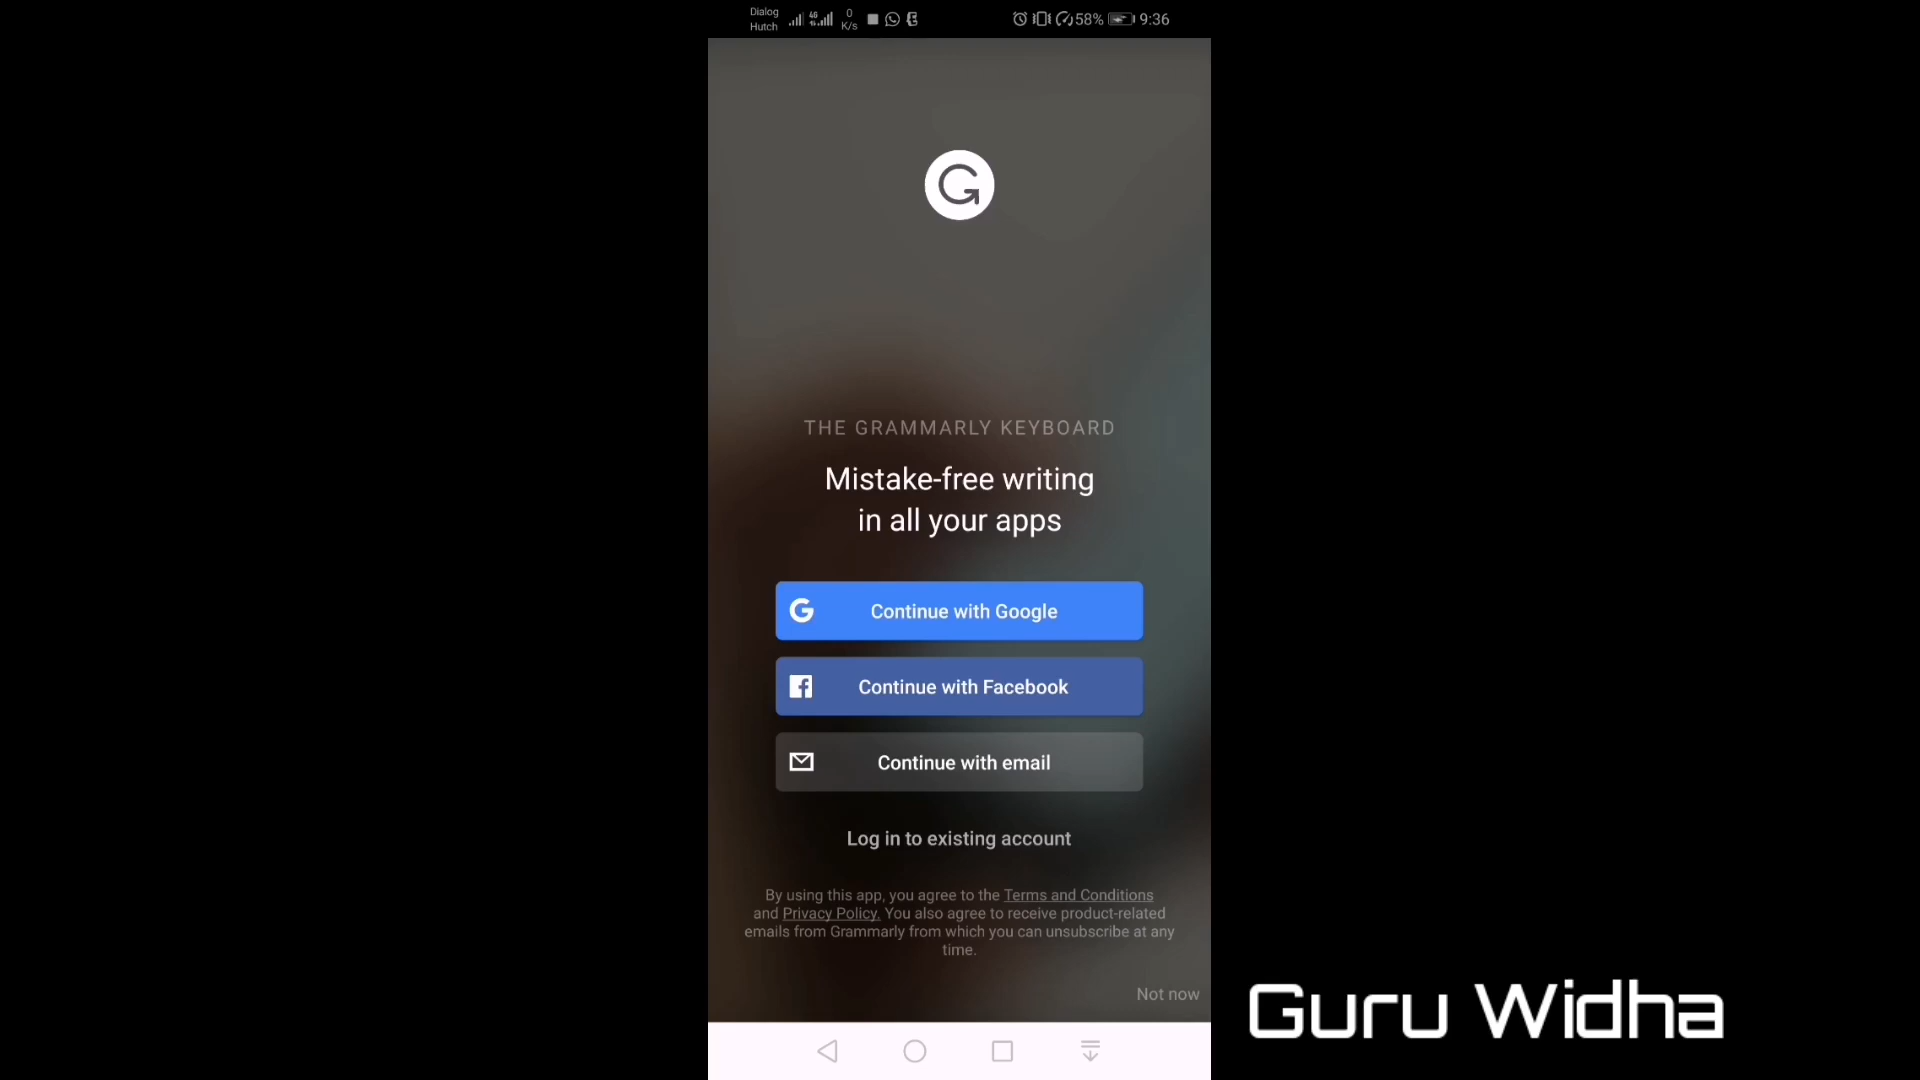 Dialog
Hutch
4G
0
K/s
58%
9:36
THE GRAMMARLY KEYBOARD
Mistake-free writing
in all your apps
Continue with Google
Continue with Facebook
Continue with email
Log in to existing account
By using this app, you agree to the Terms and Conditions
and Privacy Policy. You also agree to receive product-related
emails from Grammarly from which you can unsubscribe at any
time.
Not now
Guru Widha